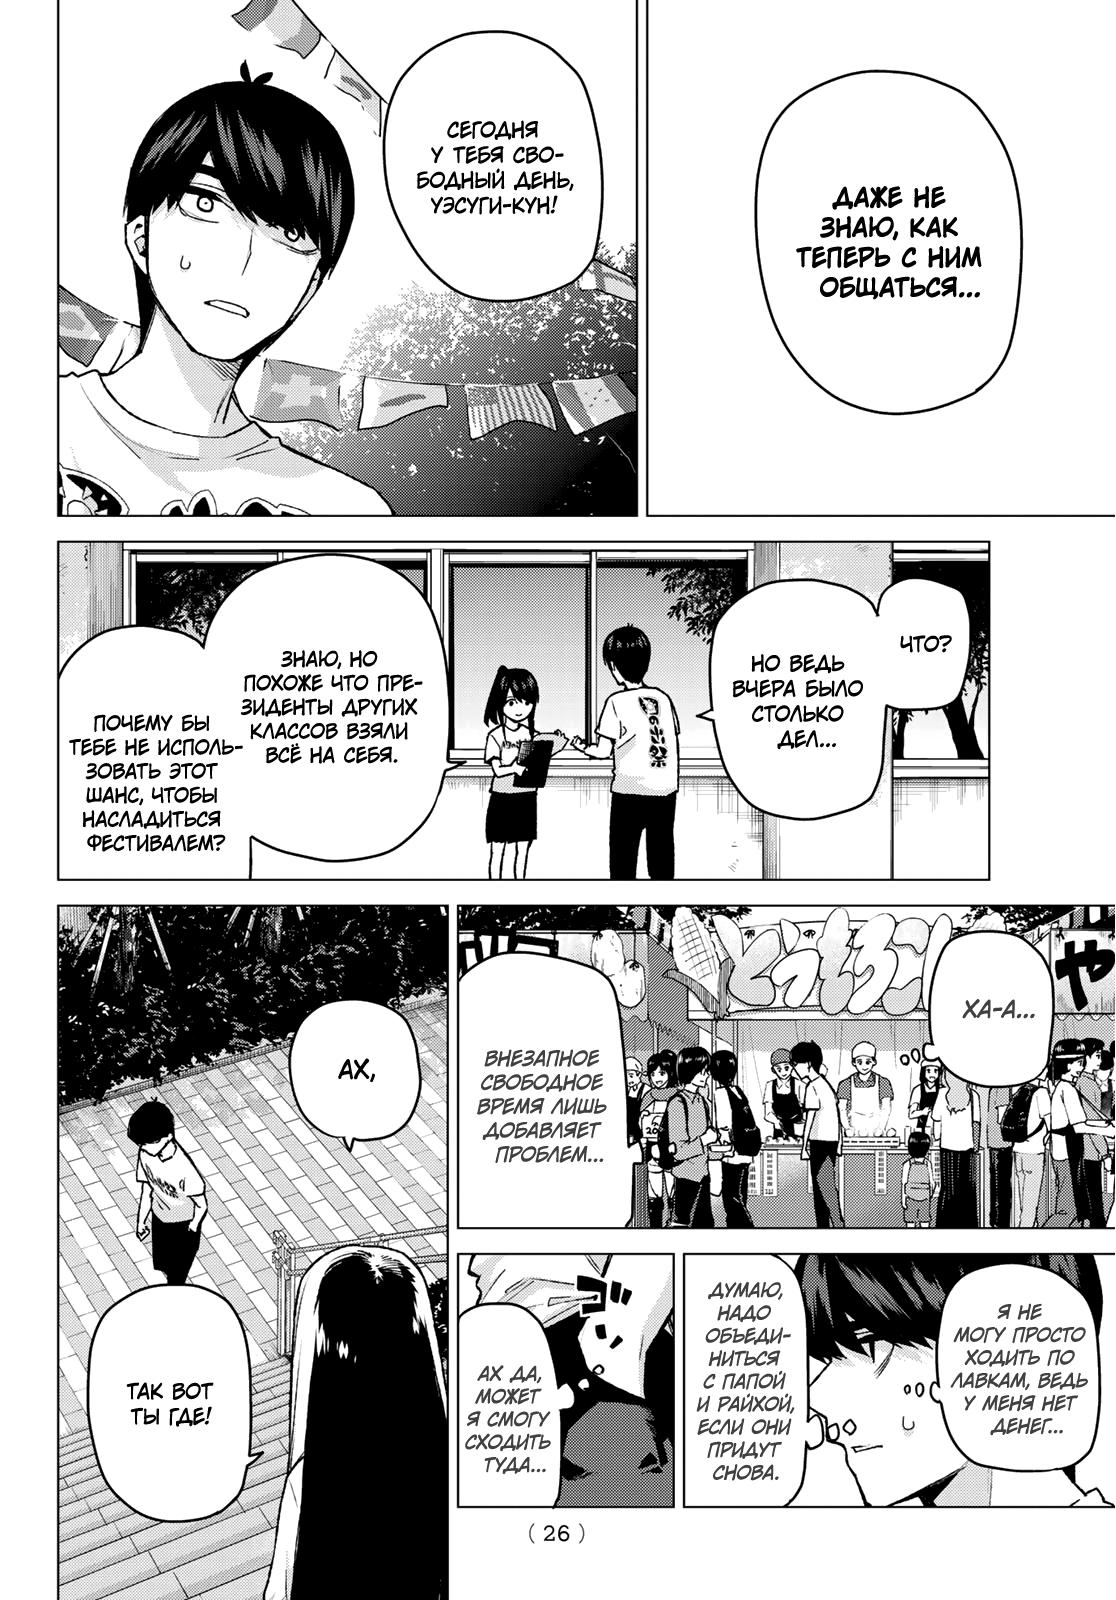 ДАЖЕ НЕ
ЗНАЮ, КАК
ТЕПЕРЬ С НИМ
ОБЩАТЬСЯ...
СЕГОДНЯ
У ТЕБЯ СВО-
БОДНЫЙ ДЕНЬ,
УЭСУГИ-КУН!
ЧТО?
НО ВЕДЬ
ВЧЕРА БЫЛО
СТОЛЬКО
ДЕЛ...
ЗНАЮ, НО
ПОХОЖЕ ЧТО ПРЕ-
ЗИДЕНТЫ ДРУГИХ
КЛАССОВ ВЗЯЛИ
ВСЁ НА СЕБЯ.
ПОЧЕМУ БЫ
ТЕБЕ НЕ ИСПОЛЬ-
ЗОВАТЬ ЭТОТ
ШАНС, ЧТОБЫ
НАСЛАДИТЬСЯ
ФЕСТИВАЛЕМ?
や
ХА-А...
ВНЕЗАПНОЕ
СВОБОДНОЕ
ВРЕМЯ ЛИШЬ
ДОБАВЛЯЕТ
ПРОБЛЕМ...
Я НЕ
МОГУ ПРОСТО
ХОДИТЬ ПО
ЛАВКАМ, ВЕДЬ
У МЕНЯ НЕТ
ДЕНЕГ...
ДУМАЮ,
НАДО
ОБЪЕДИ-
НИТЬСЯ
С ПАПОЙ
И РАЙХОЙ,
ЕСЛИ ОНИ
ПРИДУТ
СНОВА.
АХ ДА,
МОЖЕТ
Я СМОГУ
СХОДИТЬ
ТУДА...
АХ,
ТАК ВОТ
ТЫ ГДЕ!
( 26 )